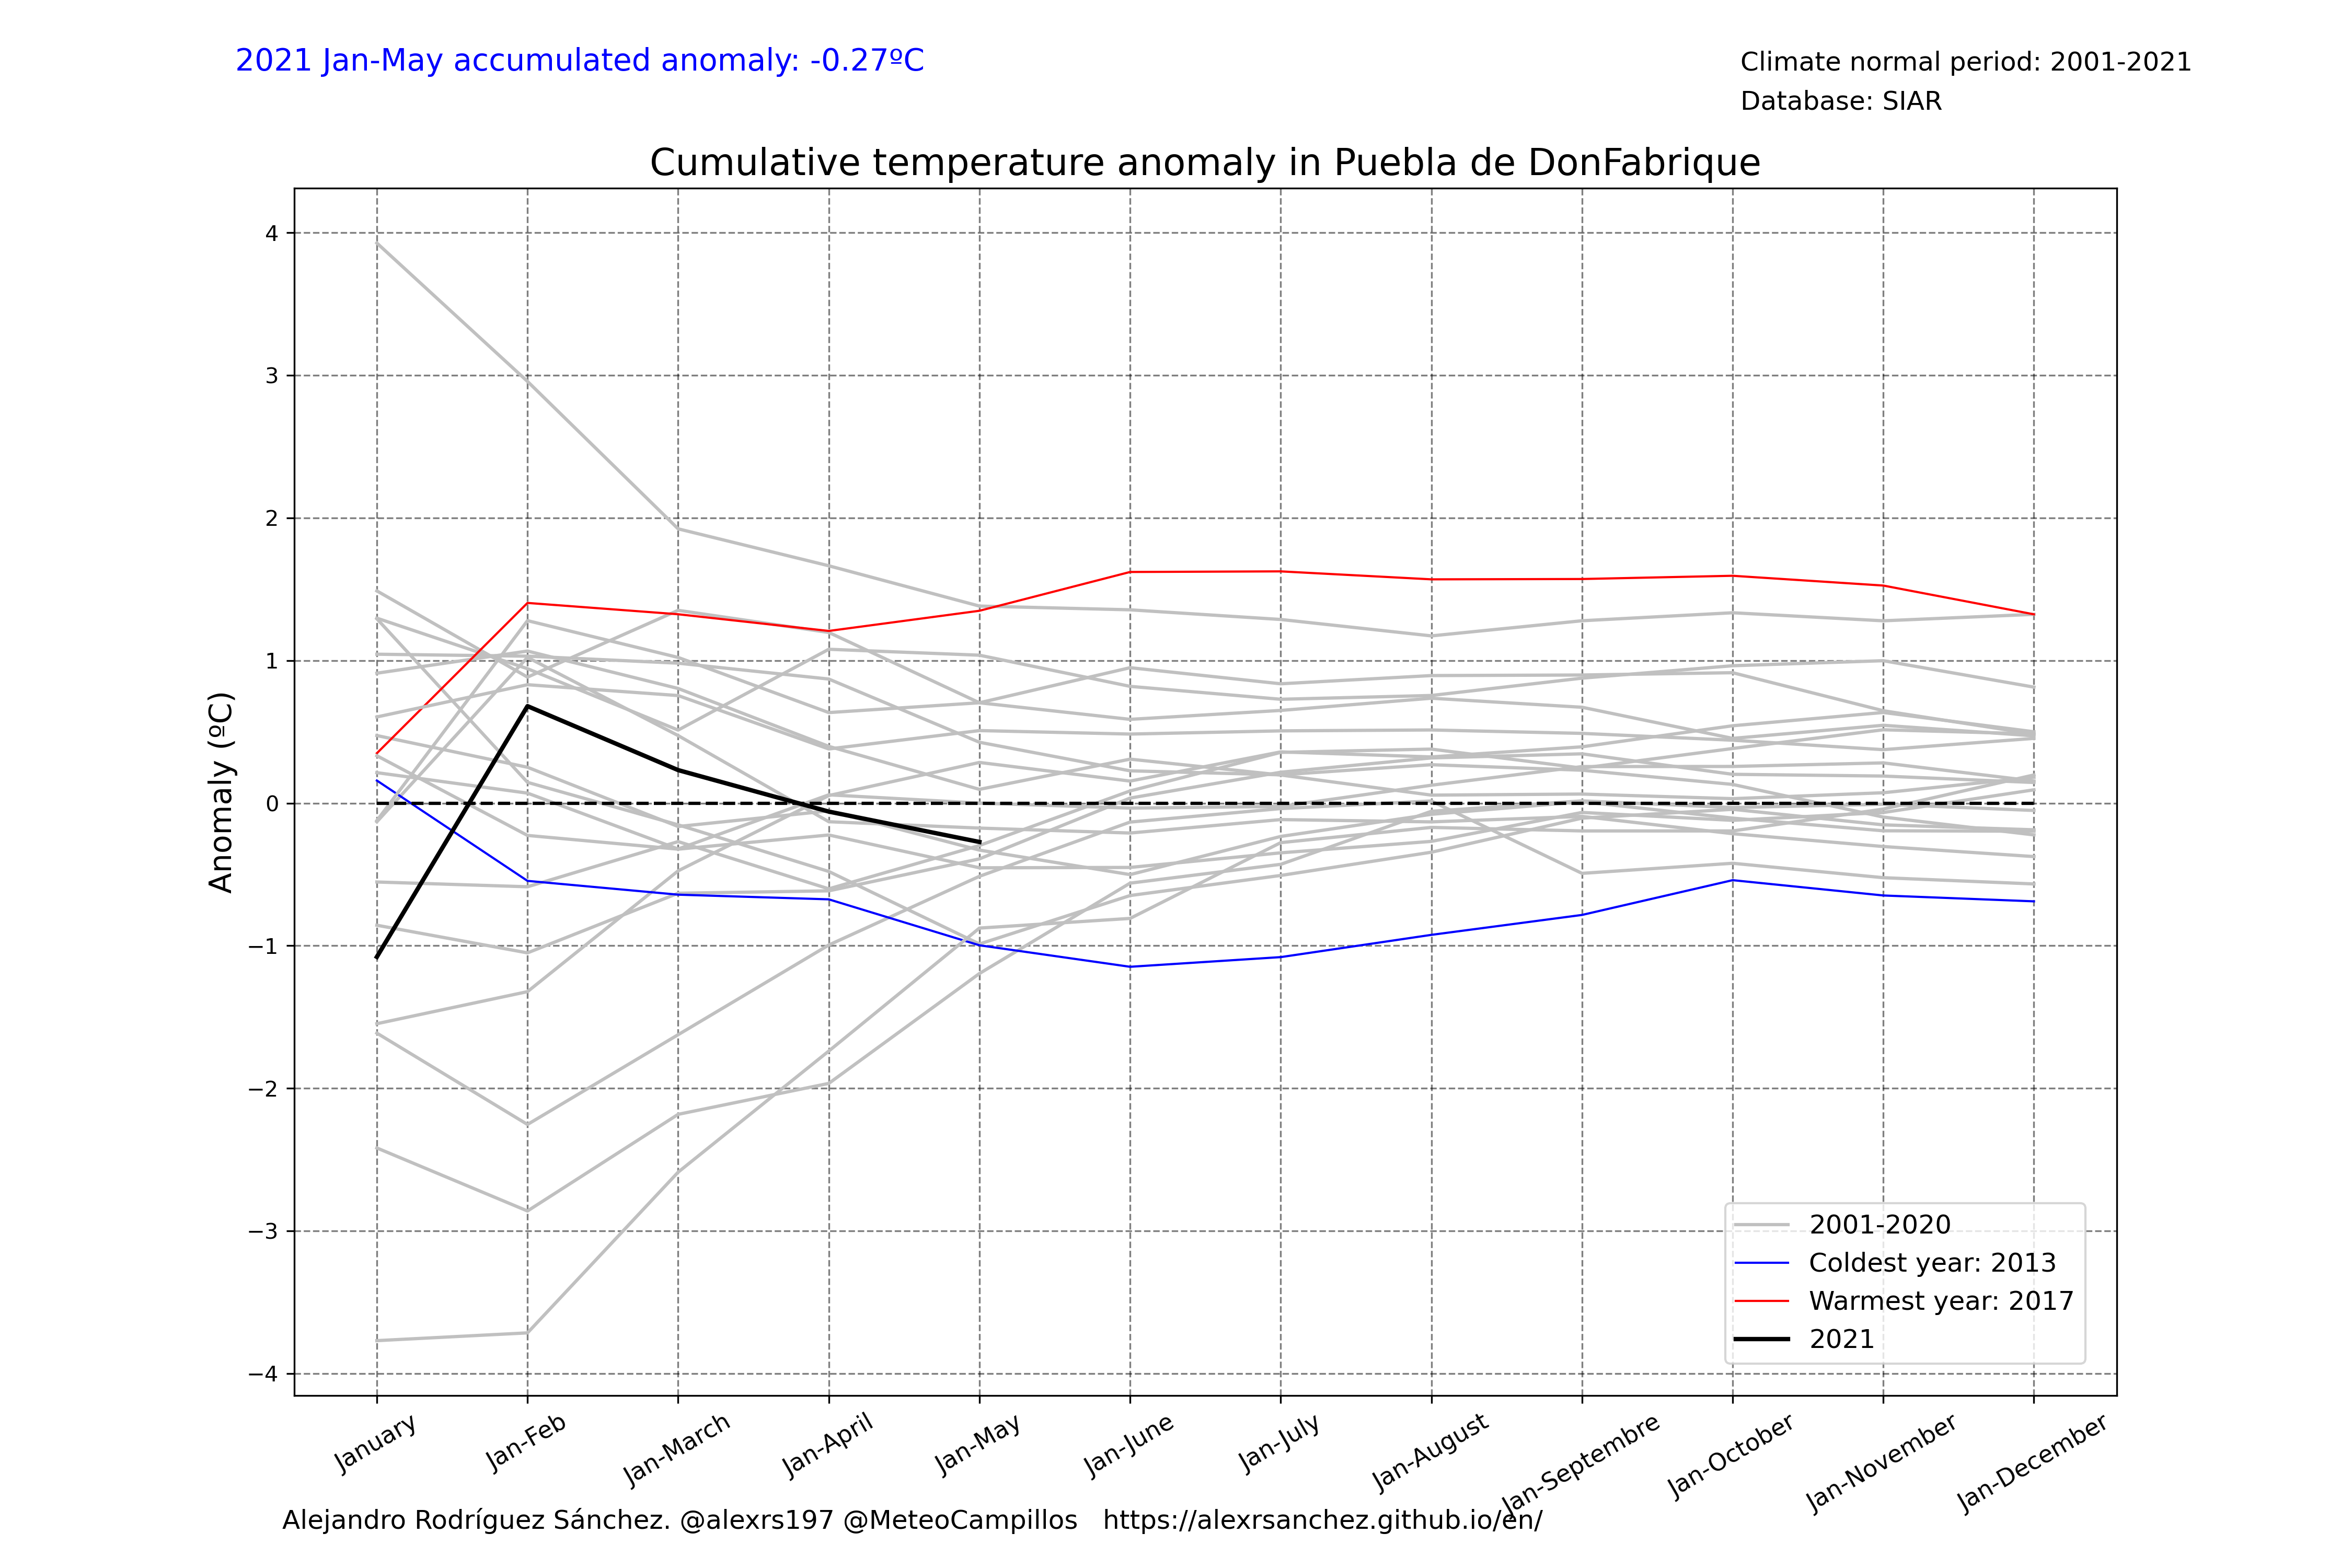 2021 Jan-May accumulated anomaly: -0.27ºC
Climate normal period: 2001-2021
Database: SIAR
Cumulative temperature anomaly in Puebla de DonFabrique
Anomaly (ºC)
4
3
2
1
0
−1
−2
−3
−4
2001-2020
Coldest year: 2013
Warmest year: 2017
2021
January
Jan-Feb
Jan-March
Jan-April
Jan-May
Jan-June
Jan-July
Jan-August
Jan-Septembre
Jan-October
Jan-November
Jan-December
Alejandro Rodríguez Sánchez. @alexrs197 @MeteoCampillos https://alexrsanchez.github.io/en/